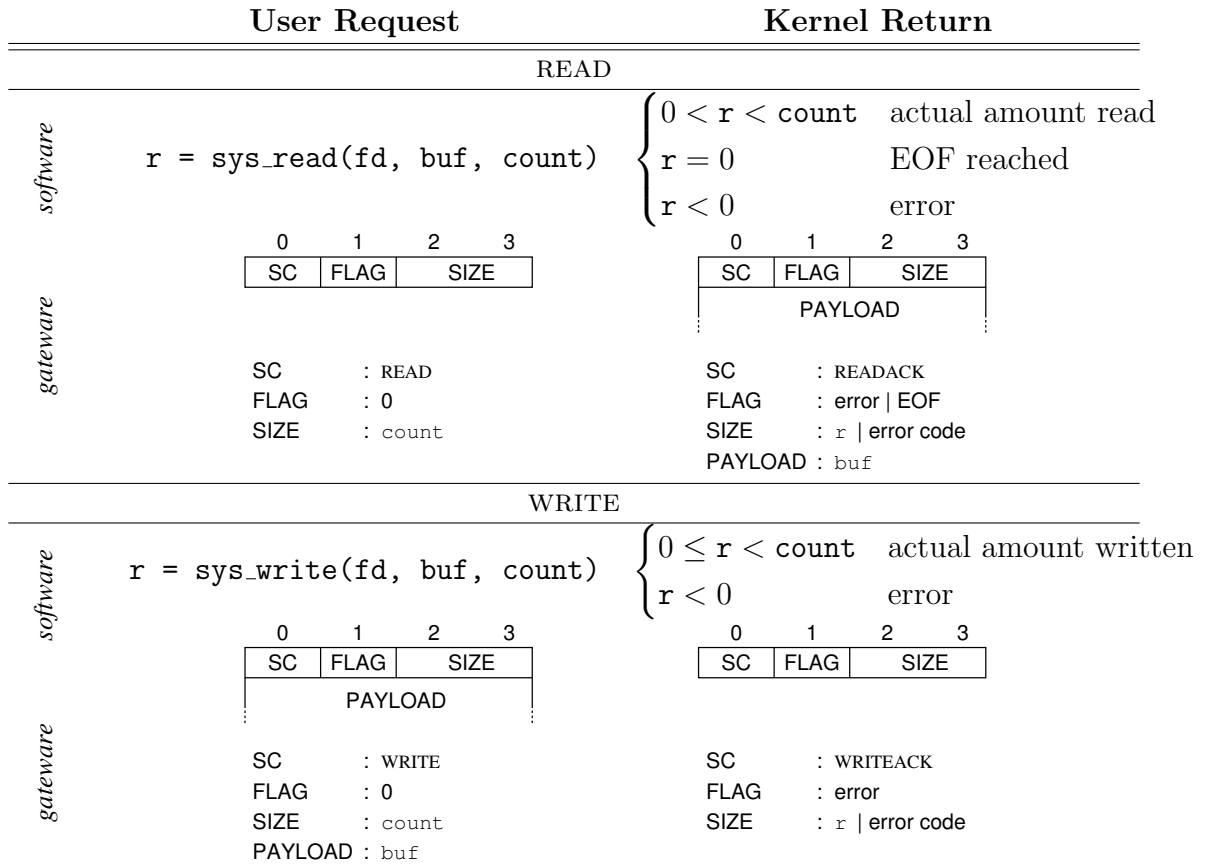 User Request Kernel Return
READ
software
r = sys_read(fd, buf, count)
0 < r < count actual amount read
r = 0 EOF reached
r < 0 error
gateware
0 1 2 3
SC FLAG SIZE
SC : READ
FLAG : 0
SIZE : count
0 1 2 3
SC FLAG SIZE
PAYLOAD
SC : READACK
FLAG : error | EOF
SIZE : r | error code
PAYLOAD : buf
WRITE
software
r = sys_write(fd, buf, count)
0 ≤ r < count actual amount written
r < 0 error
gateware
0 1 2 3
SC FLAG SIZE
PAYLOAD
SC : WRITE
FLAG : 0
SIZE : count
PAYLOAD : buf
0 1 2 3
SC FLAG SIZE
SC : WRITEACK
FLAG : error
SIZE : r | error code